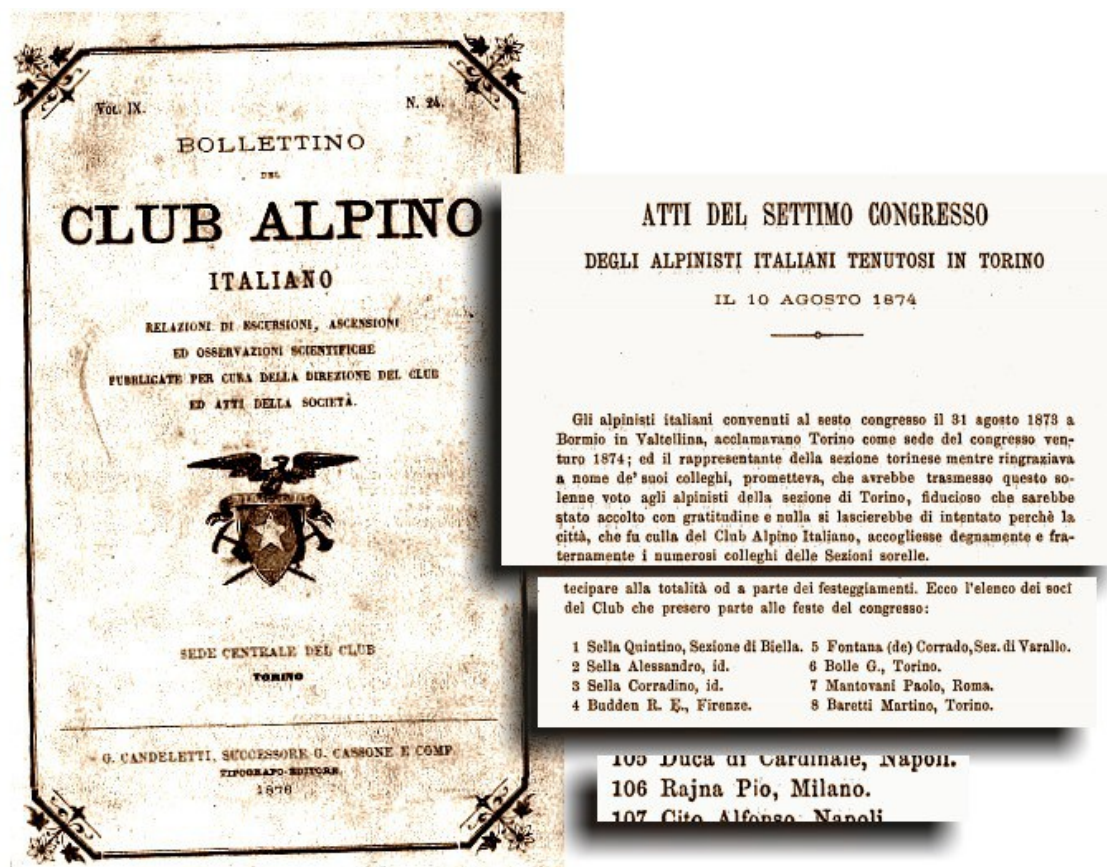 Vol. IX.
N. 24.
BOLLETTINO
DEL
CLUB ALPINO
ITALIANO
RELAZIONI DI ESCURSIONI, ASCENSIONI
ED OSSERVAZIONI SCIENTIFICHE
PUBBLICATE PER CURA DELLA DIREZIONE DEL CLUB
ED ATTI DELLA SOCIETÀ.
SEDE CENTRALE DEL CLUB
TORINO
G. CANDELETTI, SUCCESSORE G. CASSONE E COMP.
TIPOGRAFO-EDITORE.
ATTI DEL SETTIMO CONGRESSO
DEGLI ALPINISTI ITALIANI TENUTOSI IN TORINO
IL 10 AGOSTO 1874
Gli alpinisti italiani convenuti al sesto congresso il 31 agosto 1873 a
Bormio in Valtellina, acclamavano Torino come sede del congresso ven-
turo 1874; ed il rappresentante della sezione torinese mentre ringraziava
a nome de' suoi colleghi, prometteva, che avrebbe trasmesso questo so-
lenne voto agli alpinisti della sezione di Torino, fiducioso che sarebbe
stato accolto con gratitudine e nulla si lascierebbe di intentato perchè la
città, che fu culla del Club Alpino Italiano, accogliesse degnamente e fra-
ternamente i numerosi colleghi delle Sezioni sorelle.
tecipare alla totalità od a parte dei festeggiamenti. Ecco l'elenco dei soci
del Club che presero parte alle feste del congresso:
1 Sella Quintino, Sezione di Biella.
2 Sella Alessandro, id.
3 Sella Corradino, id.
4 Budden R. E., Firenze.
5 Fontana (de) Corrado, Sez. di Varallo.
6 Bolle G., Torino.
7 Mantovani Paolo, Roma.
8 Baretti Martino, Torino.
105 Duca di Cardinale, Napoli.
106 Rajna Pio, Milano.
107 Cito Alfonso, Napoli